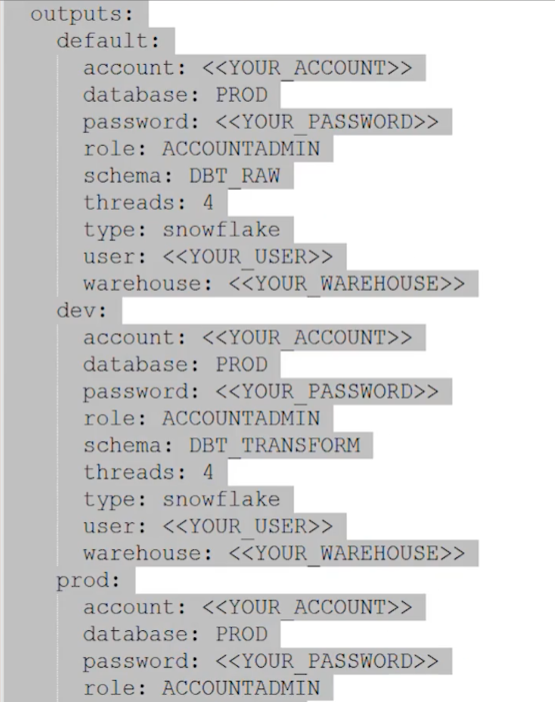 outputs:
default:
account: <<YOUR_ACCOUNT>>
database: PROD
password: <<YOUR_PASSWORD>>
role: ACCOUNTADMIN
schema: DBT_RAW
threads: 4
type: snowflake
user: <<YOUR_USER>>
warehouse: <<YOUR_WAREHOUSE>>
dev:
account: <<YOUR_ACCOUNT>>
database: PROD
password: <<YOUR_PASSWORD>>
role: ACCOUNTADMIN
schema: DBT_TRANSFORM
threads: 4
type: snowflake
user: <<YOUR_USER>>
warehouse: <<YOUR_WAREHOUSE>>
prod:
account: <<YOUR_ACCOUNT>>
database: PROD
password: <<YOUR_PASSWORD>>
role: ACCOUNTADMIN